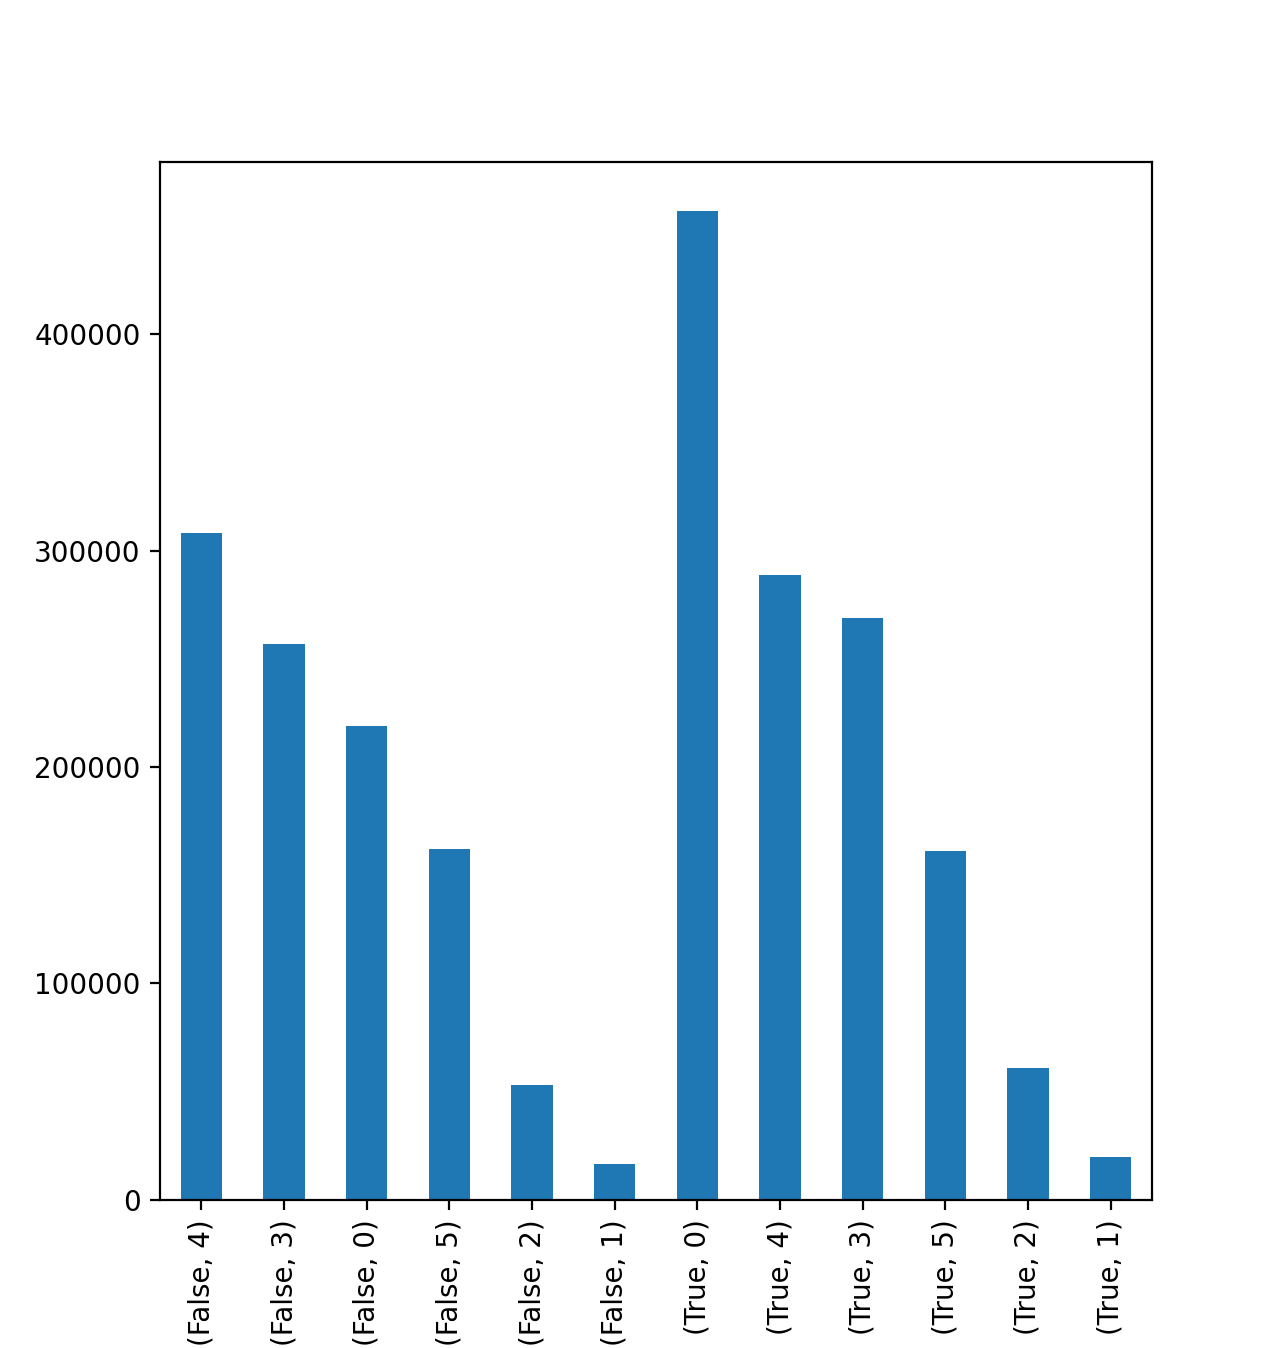 400000
300000
200000
100000
0
(False, 4)
(False, 3)
(False, 0)
(False, 5)
(False, 2)
(False, 1)
(True, 0)
(True, 4)
(True, 3)
(True, 5)
(True, 2)
(True, 1)